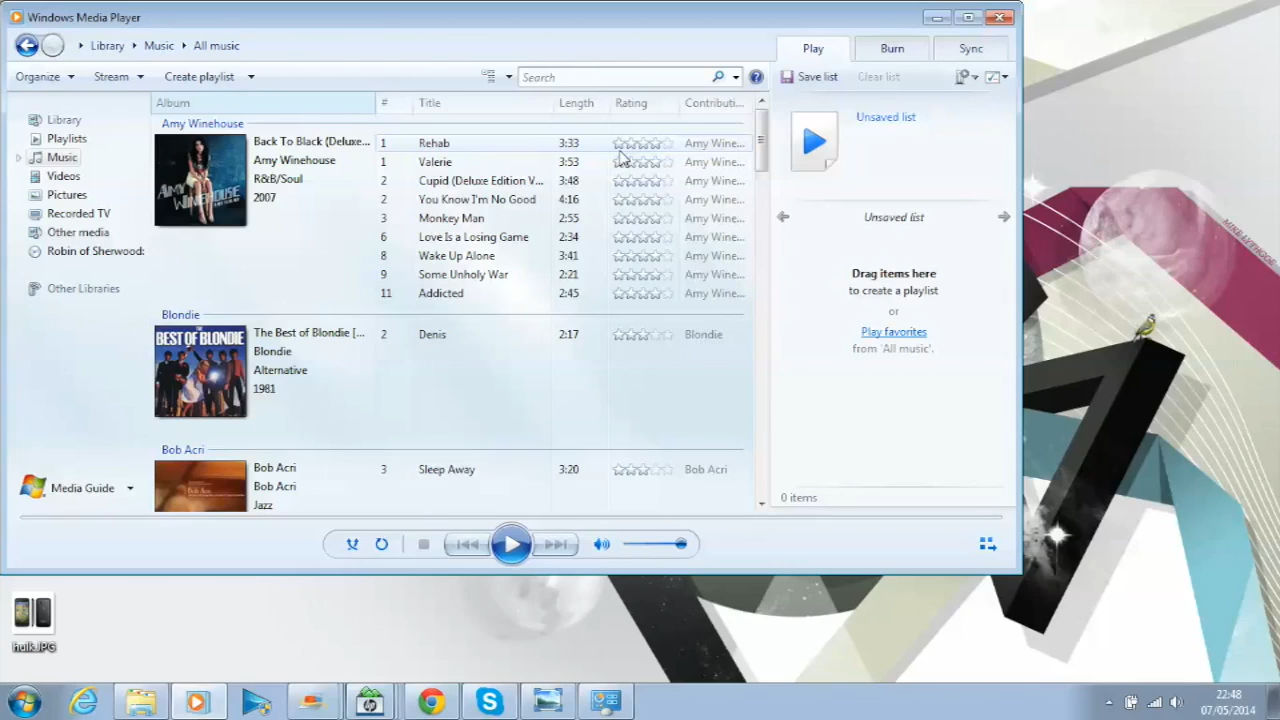 Windows Media Player
Library Music All music
Play Burn Sync
Organize Stream Create playlist Search Save list Clear list
Album # Title Length Rating Contributi...
Library
Playlists
Music
Videos
Pictures
Recorded TV
Other media
Robin of Sherwood:
Other Libraries
Media Guide
Amy Winehouse
Back To Black (Deluxe...
Amy Winehouse
R&B/Soul
2007
1 Rehab 3:33 Amy Wine...
1 Valerie 3:53 Amy Wine...
2 Cupid (Deluxe Edition V... 3:48 Amy Wine...
2 You Know I'm No Good 4:16 Amy Wine...
3 Monkey Man 2:55 Amy Wine...
6 Love Is a Losing Game 2:34 Amy Wine...
8 Wake Up Alone 3:41 Amy Wine...
9 Some Unholy War 2:21 Amy Wine...
11 Addicted 2:45 Amy Wine...
Blondie
THE
BEST OF BLONDIE
The Best of Blondie [...
Blondie
Alternative
1981
2 Denis 2:17 Blondie
Bob Acri
Bob Acri
Bob Acri
Jazz
3 Sleep Away 3:20 Bob Acri
Unsaved list
Unsaved list
Drag items here
to create a playlist
or
Play favorites
from 'All music'.
0 items
hulk.JPG
22:48
07/05/2014